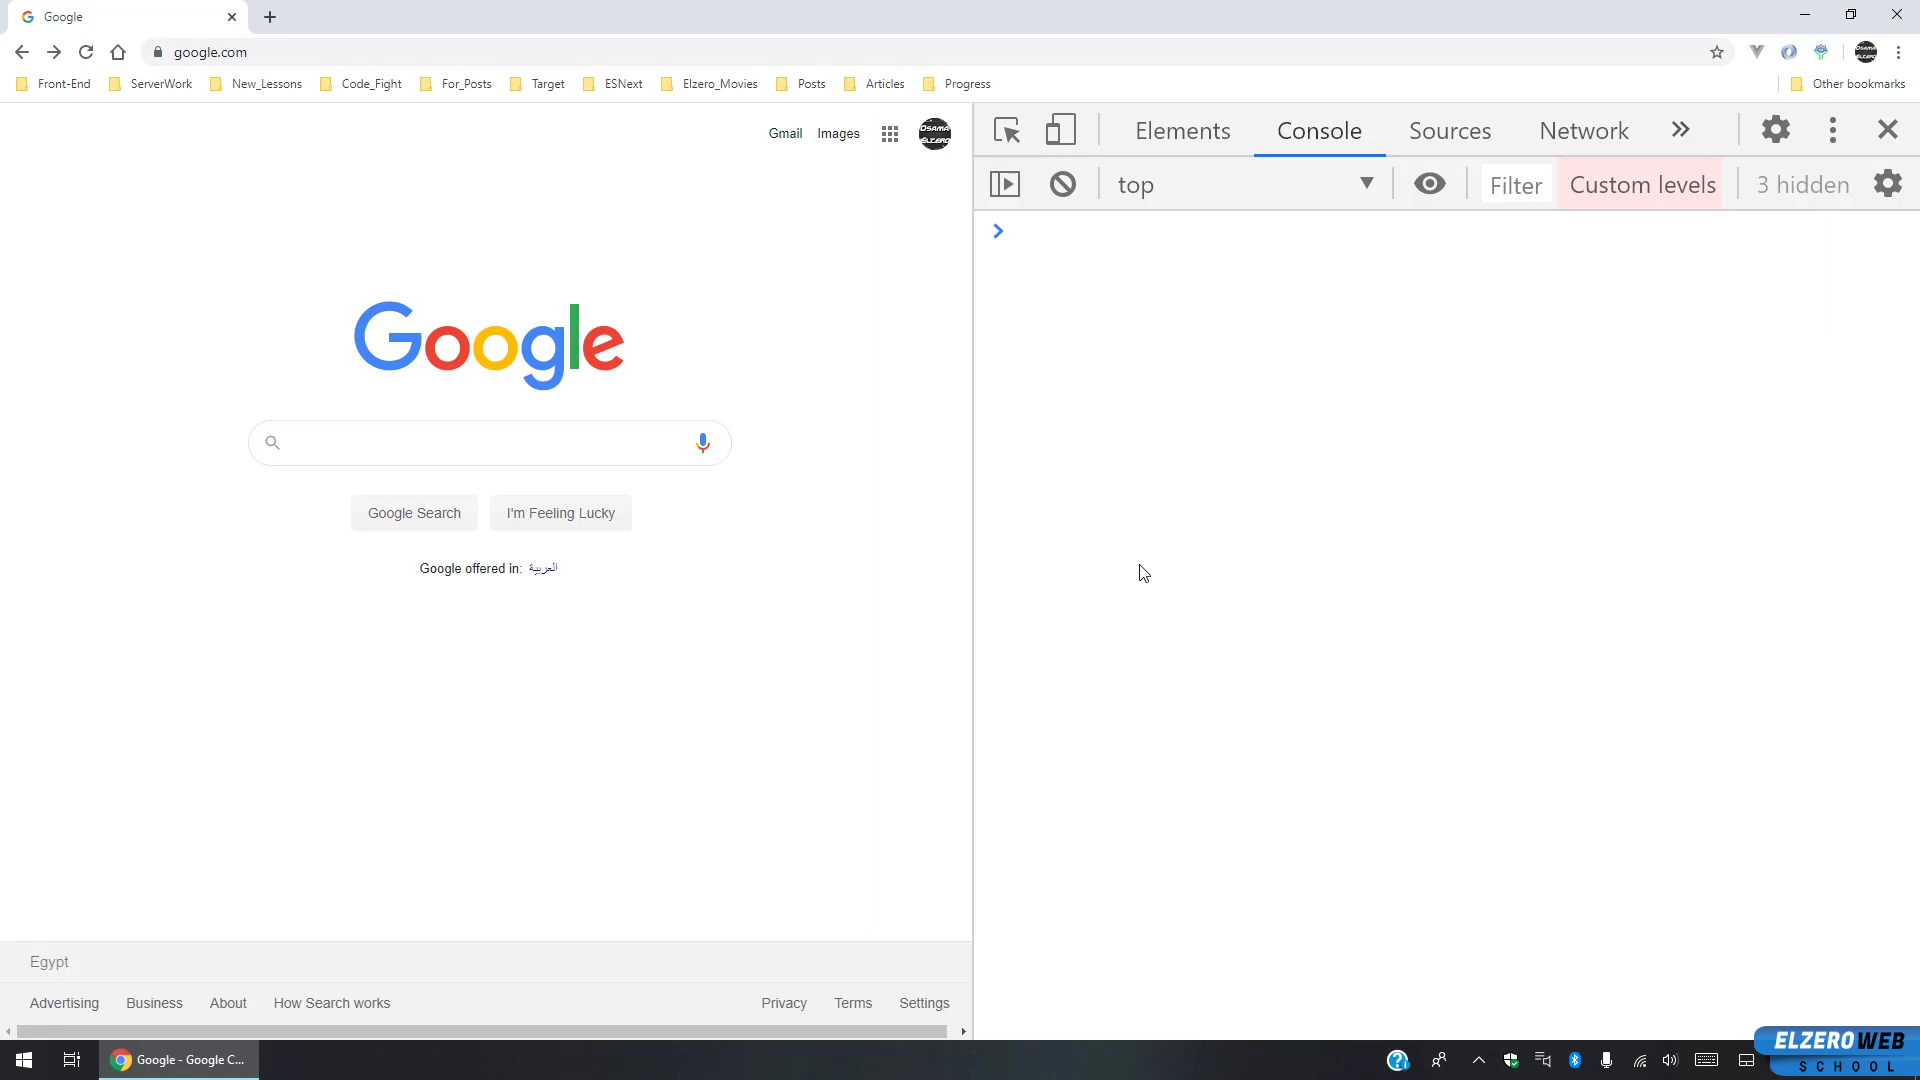 Google
google.com
Front-End ServerWork New_Lessons Code_Fight For_Posts Target ESNext Elzero_Movies Posts Articles Progress Other bookmarks
Gmail Images
OSAMA
ELZERO
Elements Console Sources Network
top Filter Custom levels 3 hidden
Google
Google Search I'm Feeling Lucky
Google offered in: العربية
Egypt
Advertising Business About How Search works Privacy Terms Settings
Google - Google C...
ELZEROWEB
SCHOOL